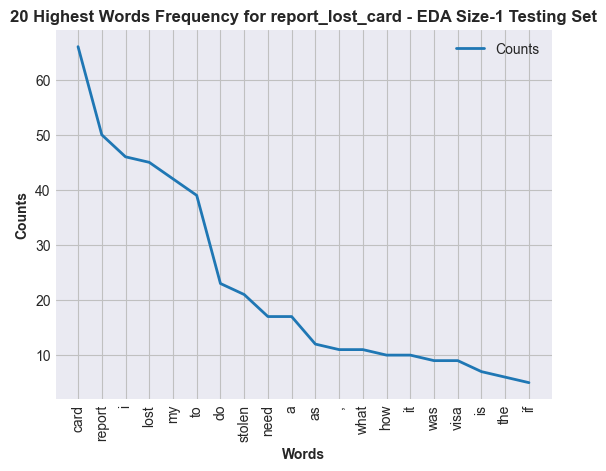 20 Highest Words Frequency for report_lost_card - EDA Size-1 Testing Set
Counts
60
50
40
30
20
10
Counts
card
report
i
lost
my
to
do
stolen
need
a
as
,
what
how
it
was
visa
is
the
if
Words